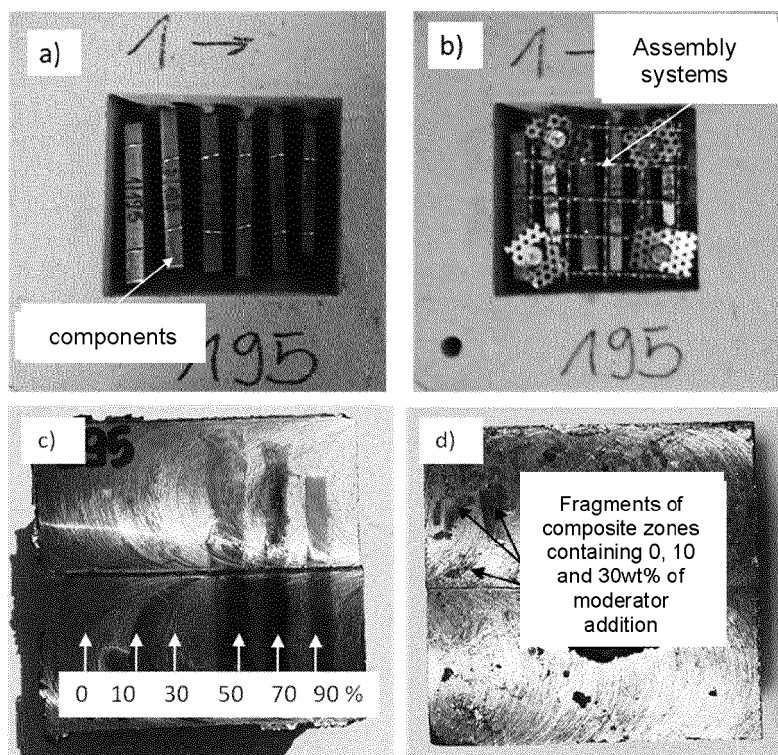 a)
1 →
components
195
b)
1
Assembly
systems
195
c)
0 10 30 50 70 90 %
d)
Fragments of
composite zones
containing 0, 10
and 30wt% of
moderator
addition